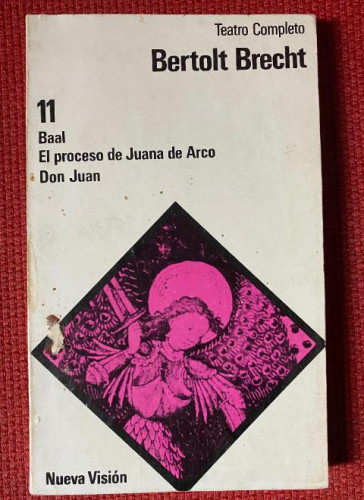 Teatro Completo
Bertolt Brecht
11
Baal
El proceso de Juana de Arco
Don Juan
Nueva Visión